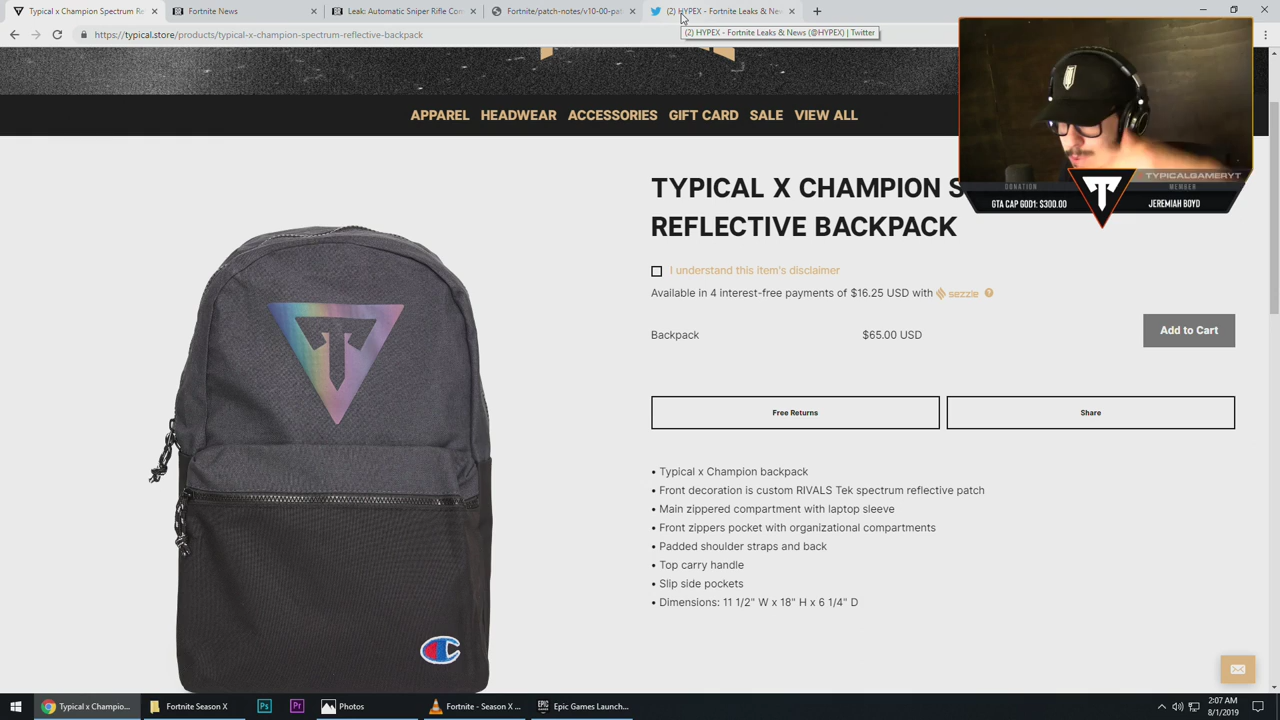 Typical x Champion Spectrum Re
Fortnite News
Leak: Automatic Sniper Rifle Com
Fortnite/patch-notes/v10-00-pat
(2) HYPEX - Fortnite Leaks & Ne
https://typical.store/products/typical-x-champion-spectrum-reflective-backpack
(2) HYPEX - Fortnite Leaks & News (@HYPEX) | Twitter
APPAREL HEADWEAR ACCESSORIES GIFT CARD SALE VIEW ALL
TYPICALGAMERYT
DONATION
MEMBER
GTA CAP GOD1: $300.00
JEREMIAH BOYD
TYPICAL X CHAMPION S
REFLECTIVE BACKPACK
I understand this item's disclaimer
Available in 4 interest-free payments of $16.25 USD with sezzle ?
Backpack
$65.00 USD
Add to Cart
Free Returns
Share
• Typical x Champion backpack
• Front decoration is custom RIVALS Tek spectrum reflective patch
• Main zippered compartment with laptop sleeve
• Front zippers pocket with organizational compartments
• Padded shoulder straps and back
• Top carry handle
• Slip side pockets
• Dimensions: 11 1/2" W x 18" H x 6 1/4" D
Typical x Champio...
Fortnite Season X
Ps
Pr
Photos
Fortnite - Season X ...
EPIC GAMES
Epic Games Launch...
2:07 AM
8/1/2019